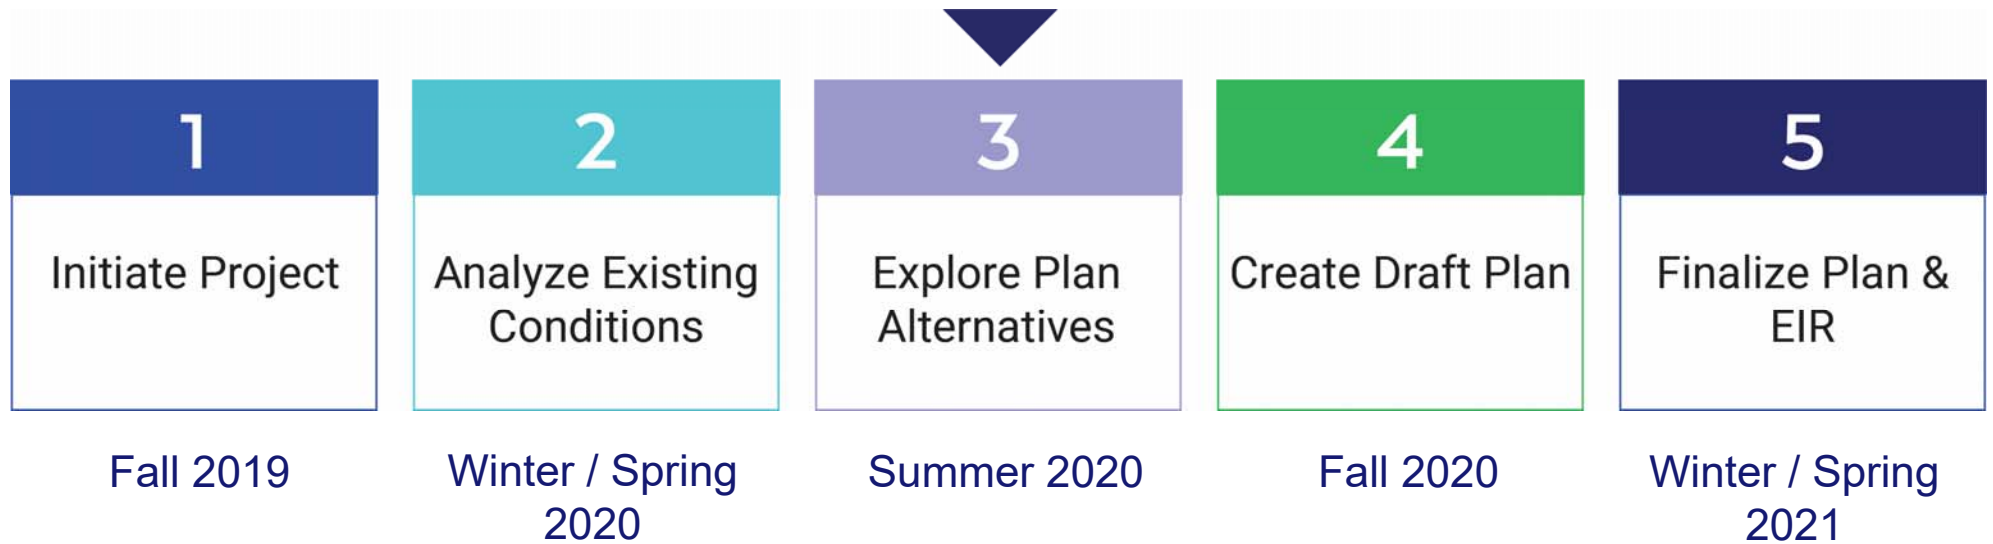 1
Initiate Project
Fall 2019
2
Analyze Existing
Conditions
Winter / Spring
2020
3
Explore Plan
Alternatives
Summer 2020
4
Create Draft Plan
Fall 2020
5
Finalize Plan &
EIR
Winter / Spring
2021